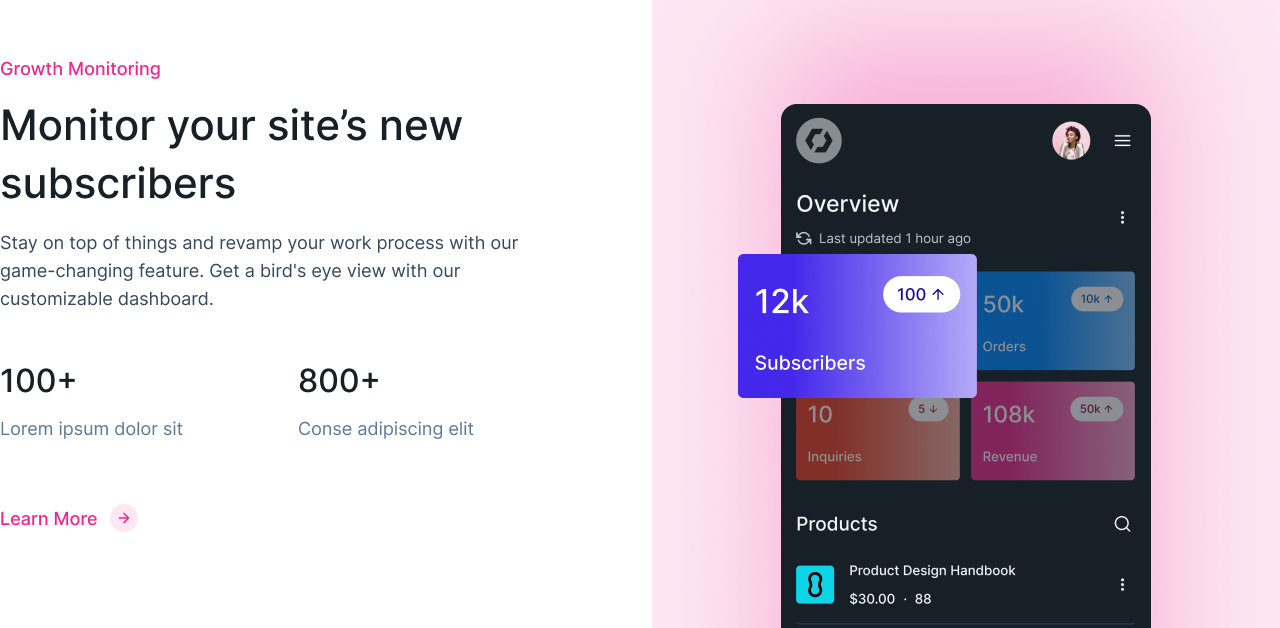 Growth Monitoring
Monitor your site’s new
subscribers
Stay on top of things and revamp your work process with our
game-changing feature. Get a bird's eye view with our
customizable dashboard.
100+
800+
Lorem ipsum dolor sit
Conse adipiscing elit
Learn More
Overview
Last updated 1 hour ago
12k
100 ↑
Subscribers
50k
10k ↑
Orders
10
5 ↓
Inquiries
108k
50k ↑
Revenue
Products
Product Design Handbook
$30.00 · 88